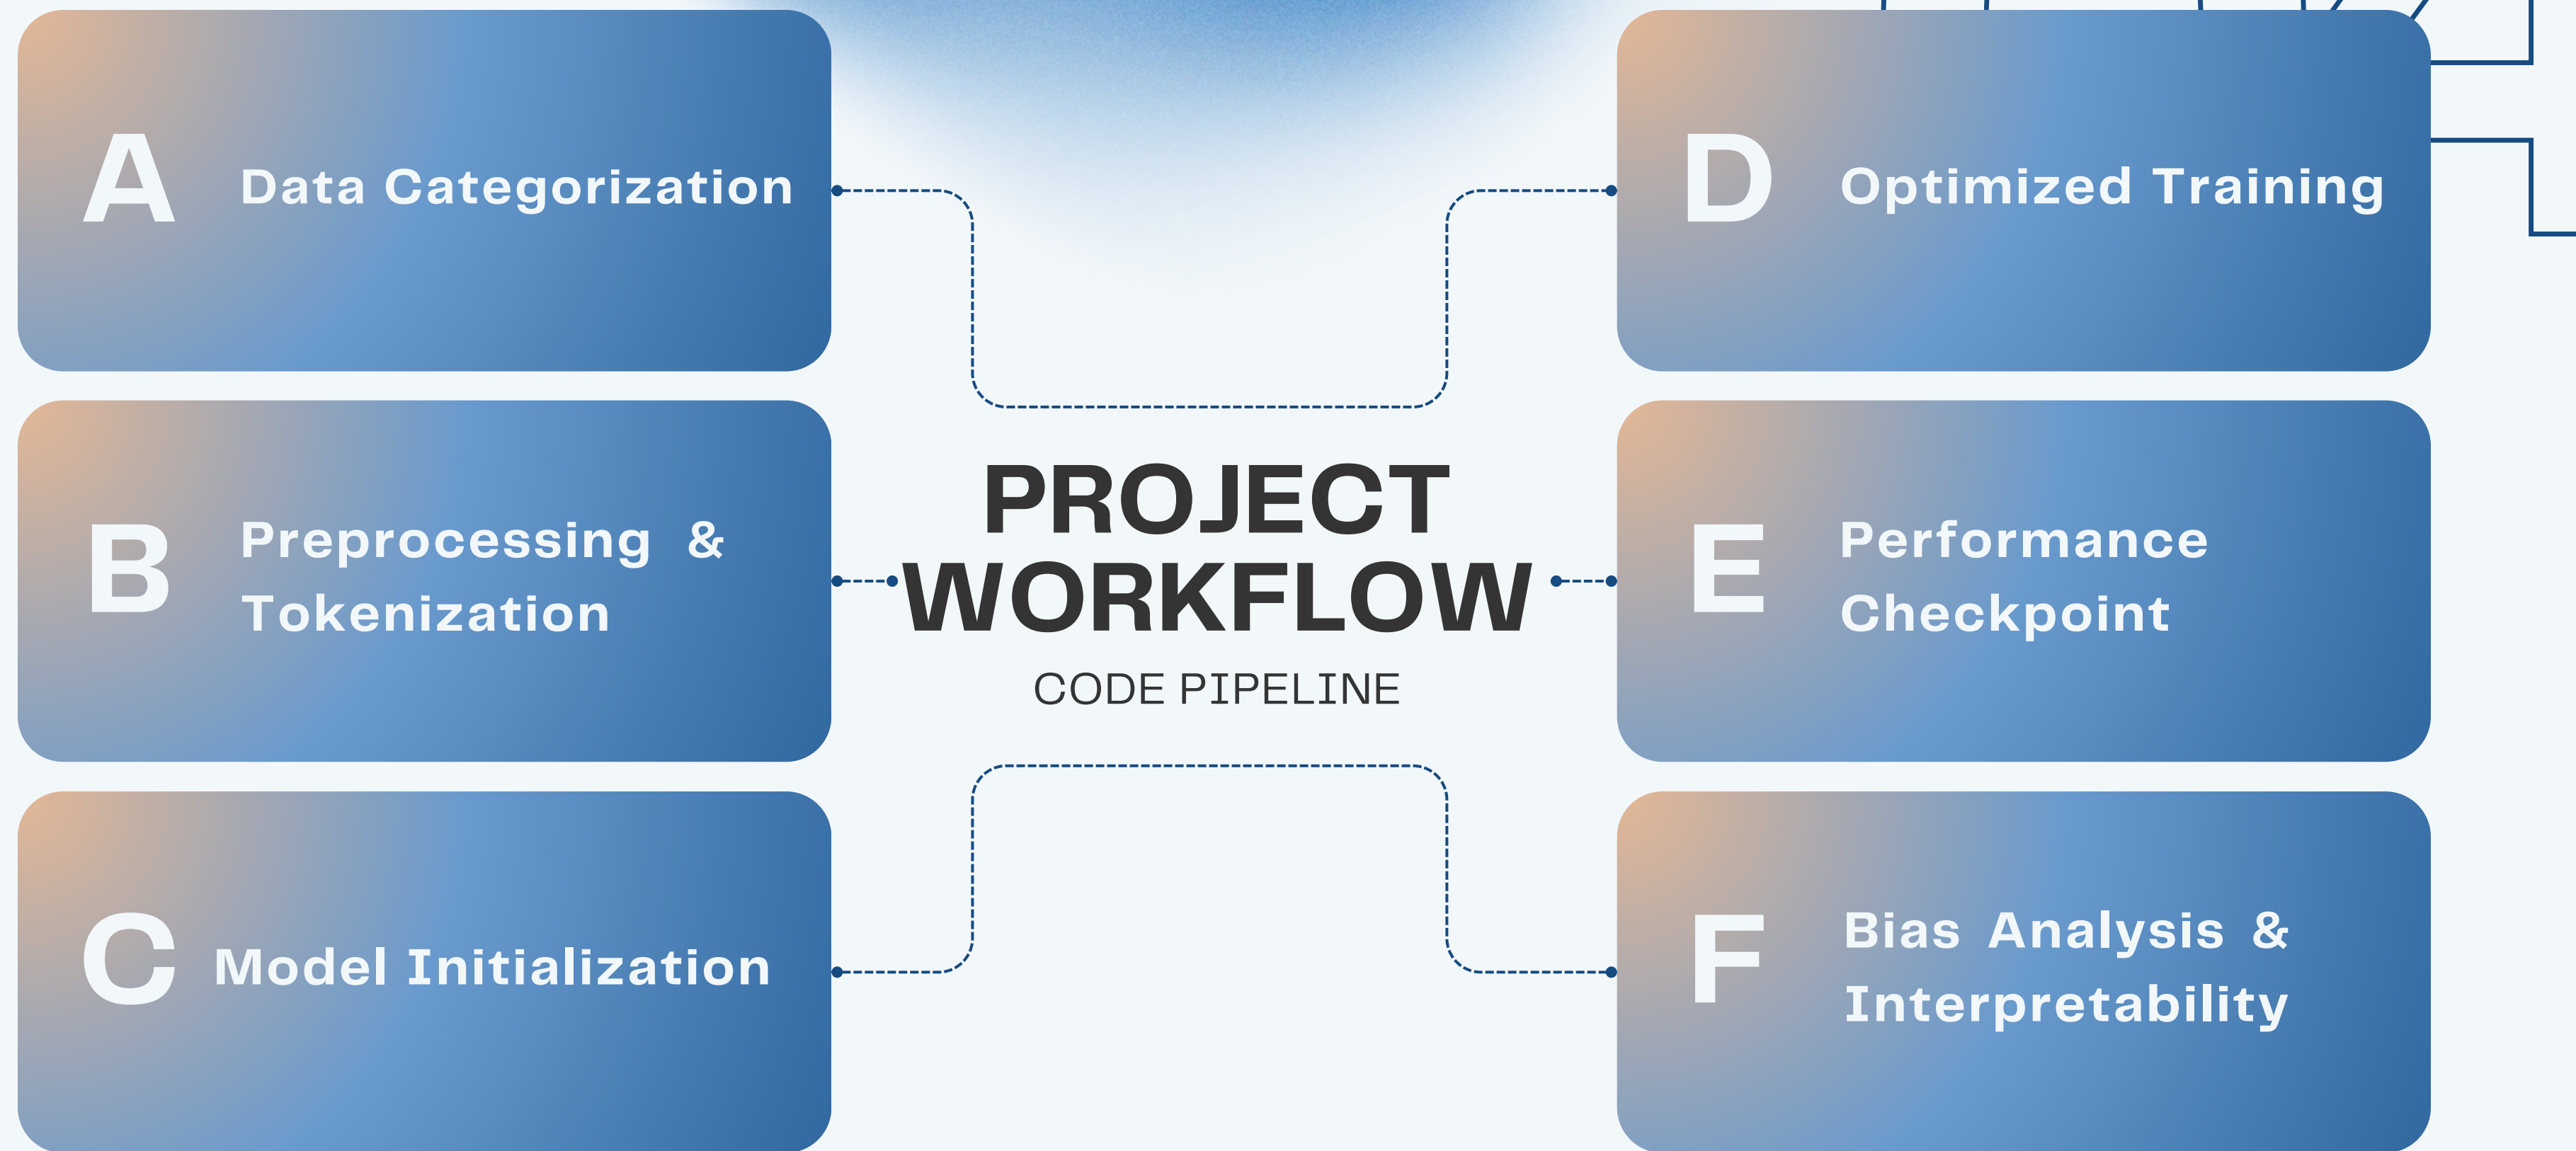 A
Data Categorization
B
Preprocessing &
Tokenization
C
Model Initialization
PROJECT
WORKFLOW
CODE PIPELINE
D
Optimized Training
E
Performance
Checkpoint
F
Bias Analysis &
Interpretability